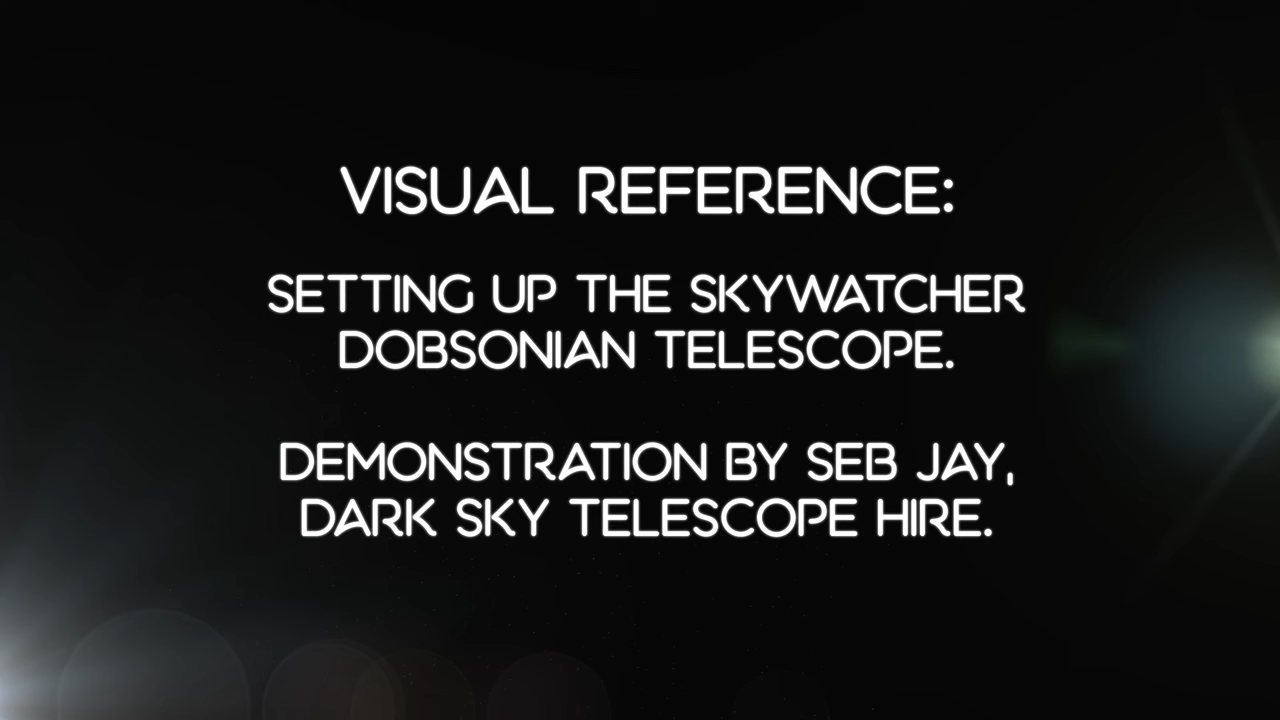 VISUAL REFERENCE:
SETTING UP THE SKYWATCHER
DOBSONIAN TELESCOPE.
DEMONSTRATION BY SEB JAY,
DARK SKY TELESCOPE HIRE.